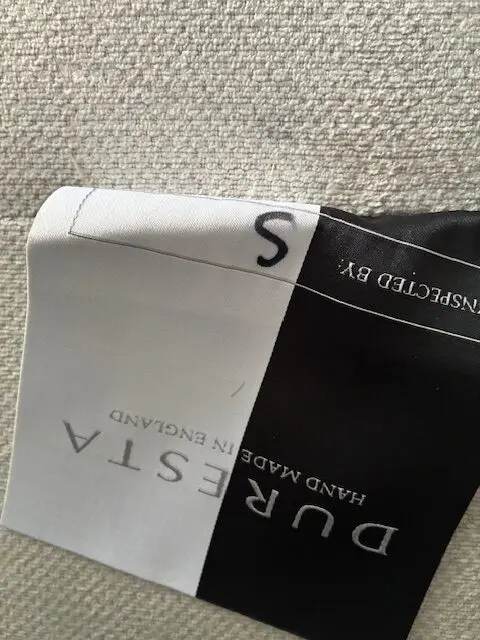 DURESTA
HAND MADE IN ENGLAND
INSPECTED BY:
S